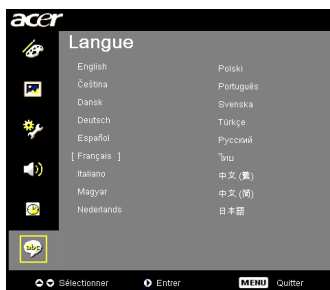 acer
Langue
English
Čeština
Dansk
Deutsch
Español
[ Français ]
Italiano
Magyar
Nederlands
Polski
Português
Svenska
Türkçe
Русский
ไทย
中文 (繁)
中文 (简)
日本語
abc
Sélectionner Entrer MENU Quitter